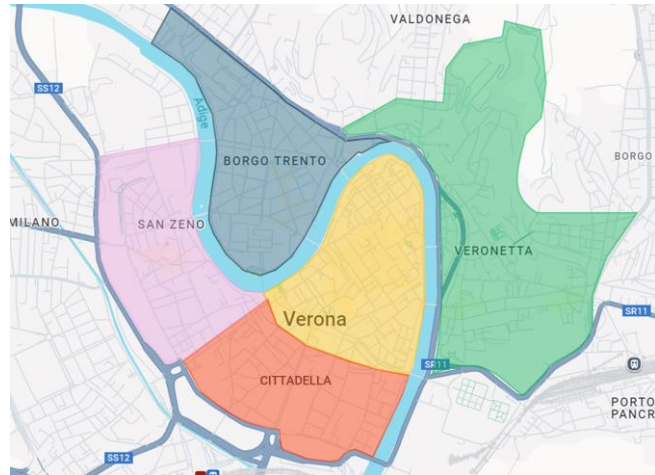 VALDONEGA
SS12
Adige
BORGO TRENTO
BORGO
SAN ZENO
MILANO
VERONETTA
Verona
SR11
SR11
CITTADELLA
PORTO
PANCR
SS12